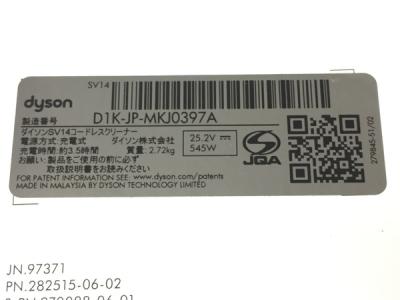 SV14
dyson
製造番号
D1K-JP-MKJ0397A
ダイソンSV14コードレスクリーナー
電源方式:充電式 ダイソン株式会社
充電時間:約3.5時間 質量:2.72kg
お願い:製品をご使用の前に必ず
取扱説明書をお読みください
25.2V
545W
S
JQA
279845-51/02
FOR PATENT INFORMATION SEE www.dyson.com/patents
MADE IN MALAYSIA BY DYSON TECHNOLOGY LIMITED
JN.97371
PN.282515-06-02